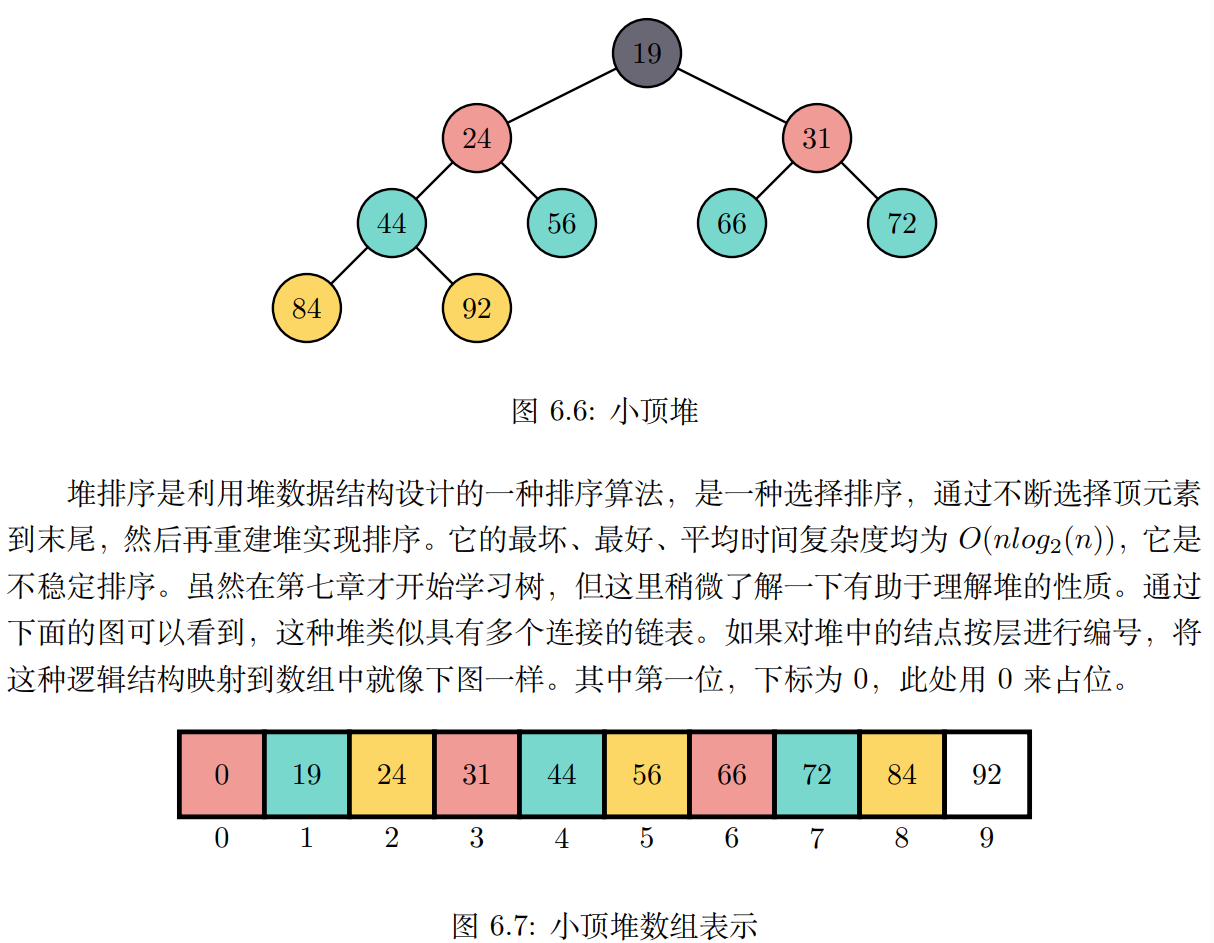 19
24 31
44 56 66 72
84 92
图 6.6: 小顶堆
堆排序是利用堆数据结构设计的一种排序算法，是一种选择排序，通过不断选择顶元素
到末尾，然后再重建堆实现排序。它的最坏、最好、平均时间复杂度均为 O(nlog₂(n))，它是
不稳定排序。虽然在第七章才开始学习树，但这里稍微了解一下有助于理解堆的性质。通过
下面的图可以看到，这种堆类似具有多个连接的链表。如果对堆中的结点按层进行编号，将
这种逻辑结构映射到数组中就像下图一样。其中第一位，下标为 0，此处用 0 来占位。
0 19 24 31 44 56 66 72 84 92
0 1 2 3 4 5 6 7 8 9
图 6.7: 小顶堆数组表示